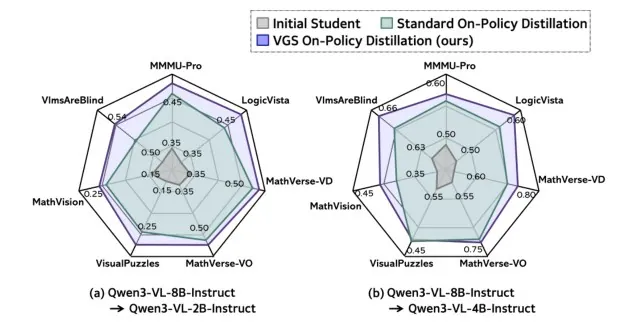 Initial Student
Standard On-Policy Distillation
VGS On-Policy Distillation (ours)
MMMU-Pro
VlmsAreBlind
LogicVista
0.54
0.45
0.45
0.35
0.50
0.35
0.15
0.35
0.50
MathVerse-VD
0.15
0.35
0.25
MathVision
0.25
0.50
VisualPuzzles
MathVerse-VO
(a) Qwen3-VL-8B-Instruct
→ Qwen3-VL-2B-Instruct
MMMU-Pro
0.60
VlmsAreBlind
LogicVista
0.66
0.60
0.50
0.63
0.50
0.35
0.60
MathVerse-VD
0.45
0.80
0.55
0.55
MathVision
0.45
0.75
VisualPuzzles
MathVerse-VO
(b) Qwen3-VL-8B-Instruct
→ Qwen3-VL-4B-Instruct